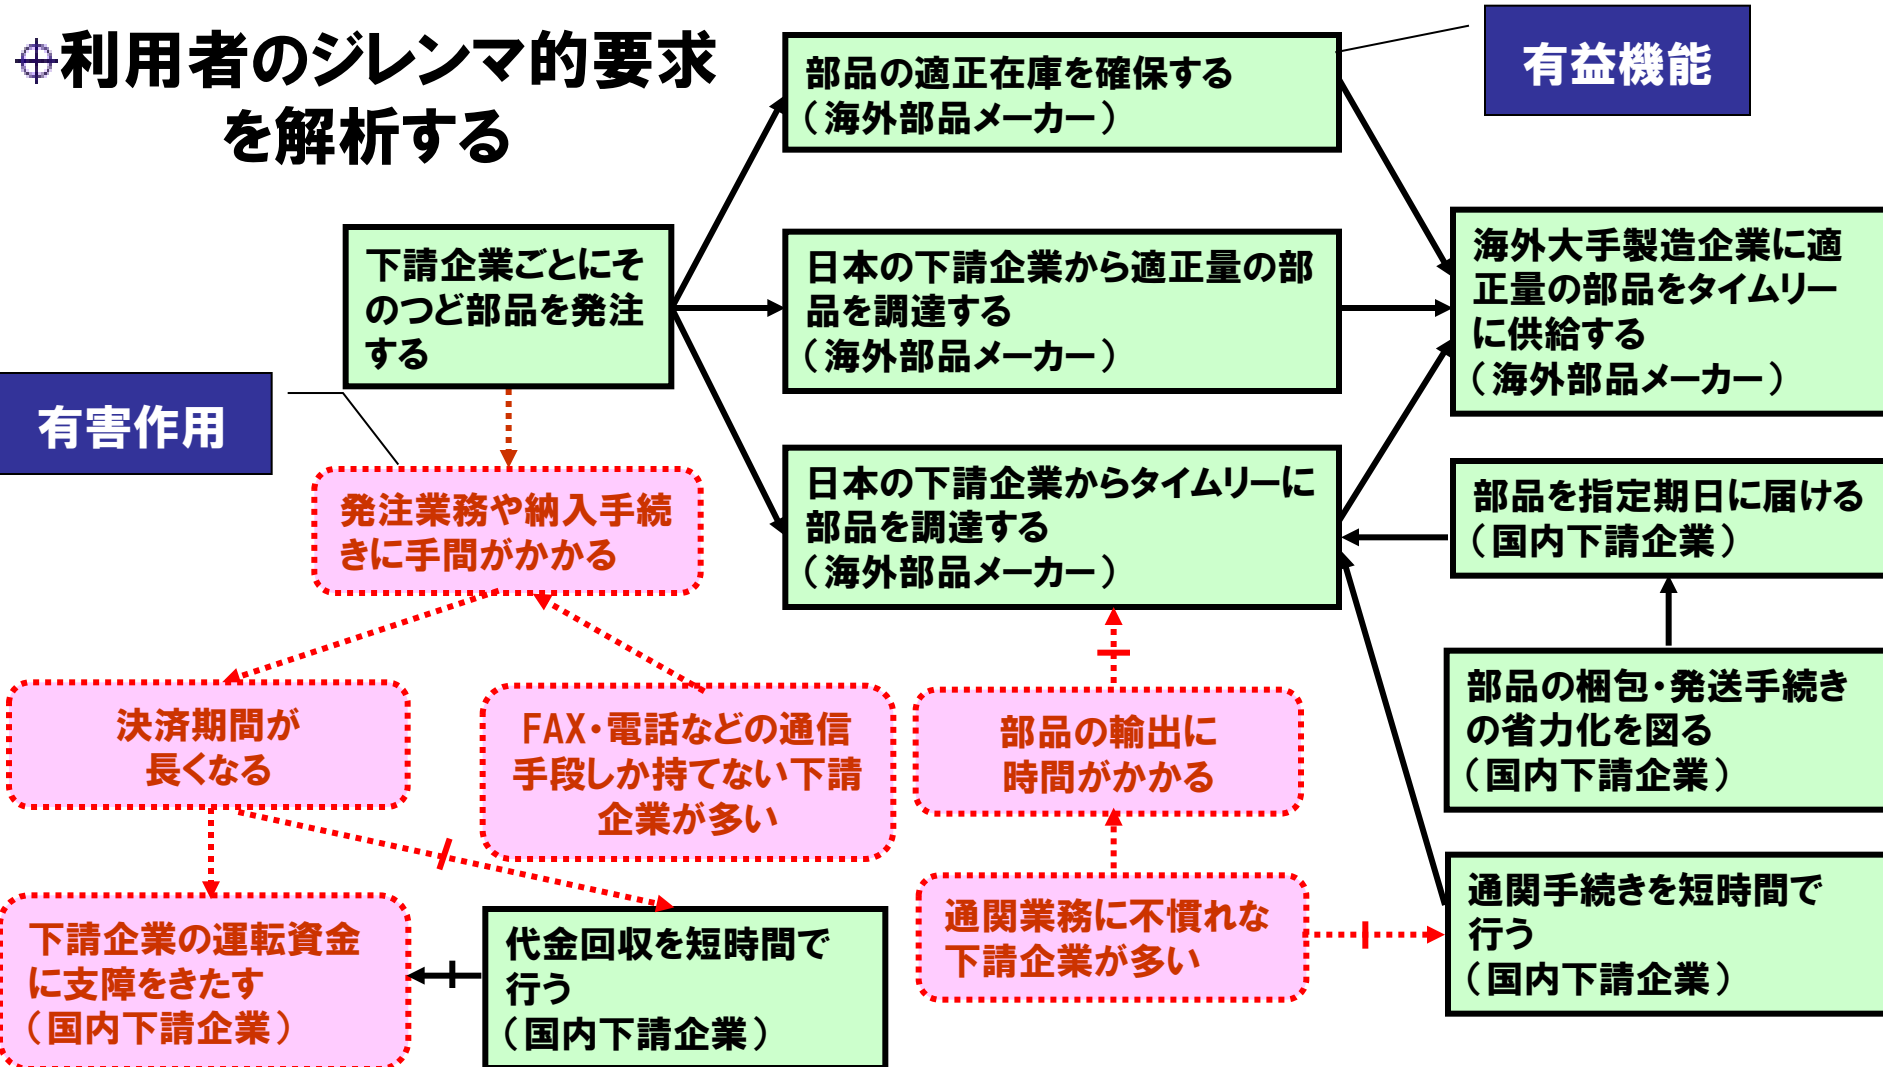 利用者のジレンマ的要求
を解析する
有益機能
部品の適正在庫を確保する
（海外部品メーカー）
下請企業ごとにそ
のつど部品を発注
する
日本の下請企業から適正量の部
品を調達する
（海外部品メーカー）
海外大手製造企業に適
正量の部品をタイムリー
に供給する
（海外部品メーカー）
有害作用
発注業務や納入手続
きに手間がかかる
日本の下請企業からタイムリーに
部品を調達する
（海外部品メーカー）
部品を指定期日に届ける
（国内下請企業）
決済期間が
長くなる
FAX・電話などの通信
手段しか持てない下請
企業が多い
部品の輸出に
時間がかかる
部品の梱包・発送手続き
の省力化を図る
（国内下請企業）
下請企業の運転資金
に支障をきたす
（国内下請企業）
代金回収を短時間で
行う
（国内下請企業）
通関業務に不慣れな
下請企業が多い
通関手続きを短時間で
行う
（国内下請企業）